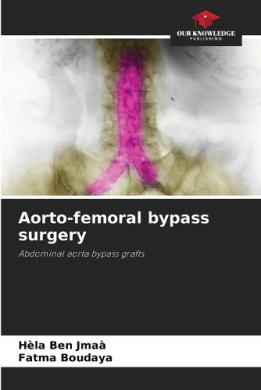 OUR KNOWLEDGE
PUBLISHING
Aorto-femoral bypass
surgery
Abdominal aorta bypass grafts
Hèla Ben Jmaà
Fatma Boudaya